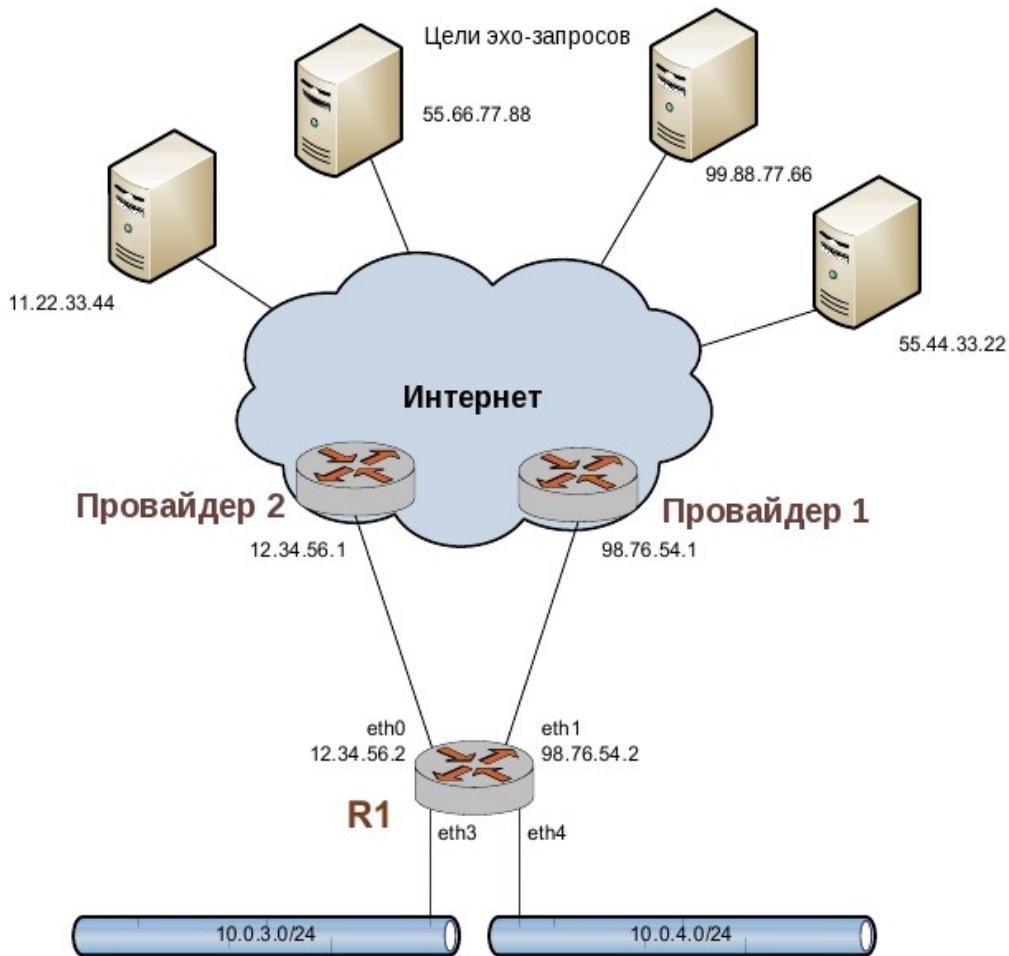 Цели эхо-запросов
55.66.77.88
99.88.77.66
11.22.33.44
55.44.33.22
Интернет
Провайдер 2
Провайдер 1
12.34.56.1
98.76.54.1
eth0
12.34.56.2
eth1
98.76.54.2
R1
eth3
eth4
10.0.3.0/24
10.0.4.0/24